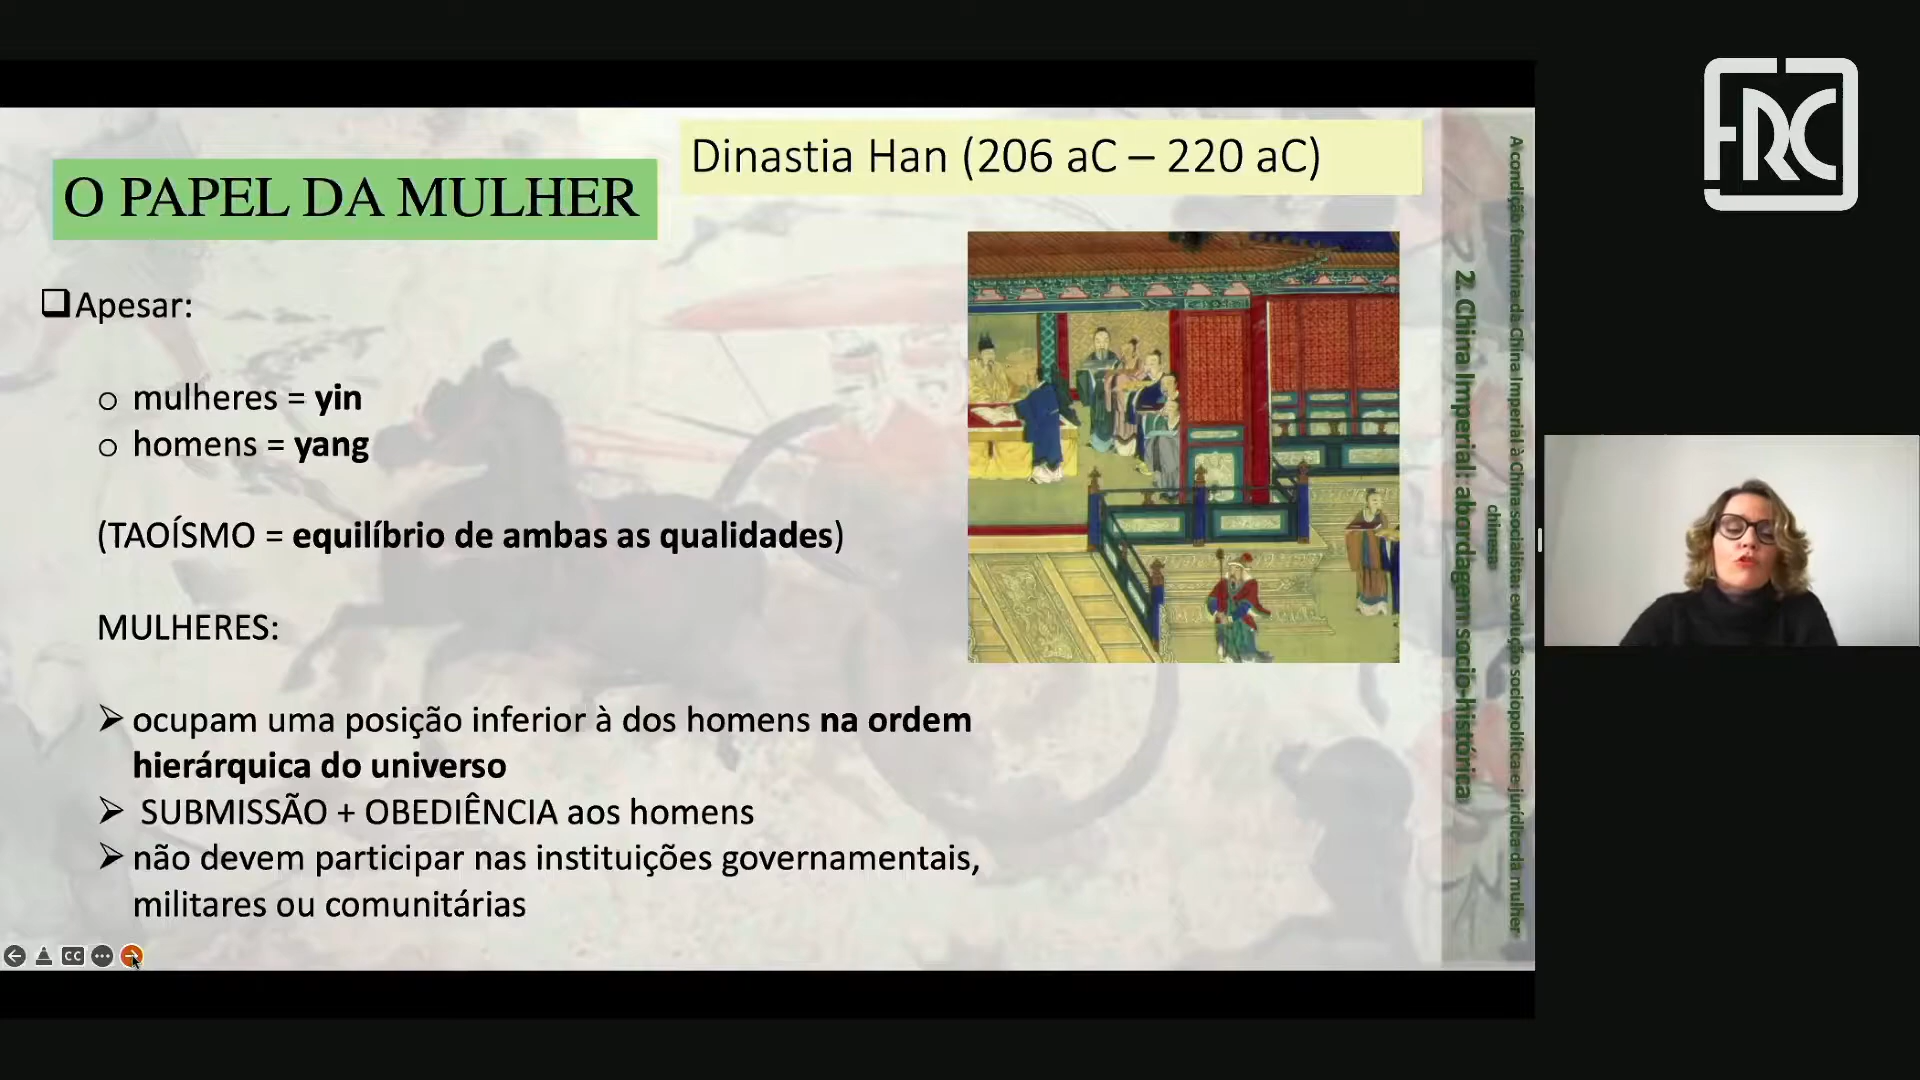 FRC
Dinastia Han (206 aC – 220 aC)
O PAPEL DA MULHER
Apesar:
mulheres = yin
homens = yang
(TAOÍSMO = equilíbrio de ambas as qualidades)
MULHERES:
ocupam uma posição inferior à dos homens na ordem
hierárquica do universo
SUBMISSÃO + OBEDIÊNCIA aos homens
não devem participar nas instituições governamentais,
militares ou comunitárias
A condição feminina da China Imperial à China socialista: evolução sociopolítica e jurídica da mulher
chinesa
2. China Imperial: abordagem socio-histórica
CC